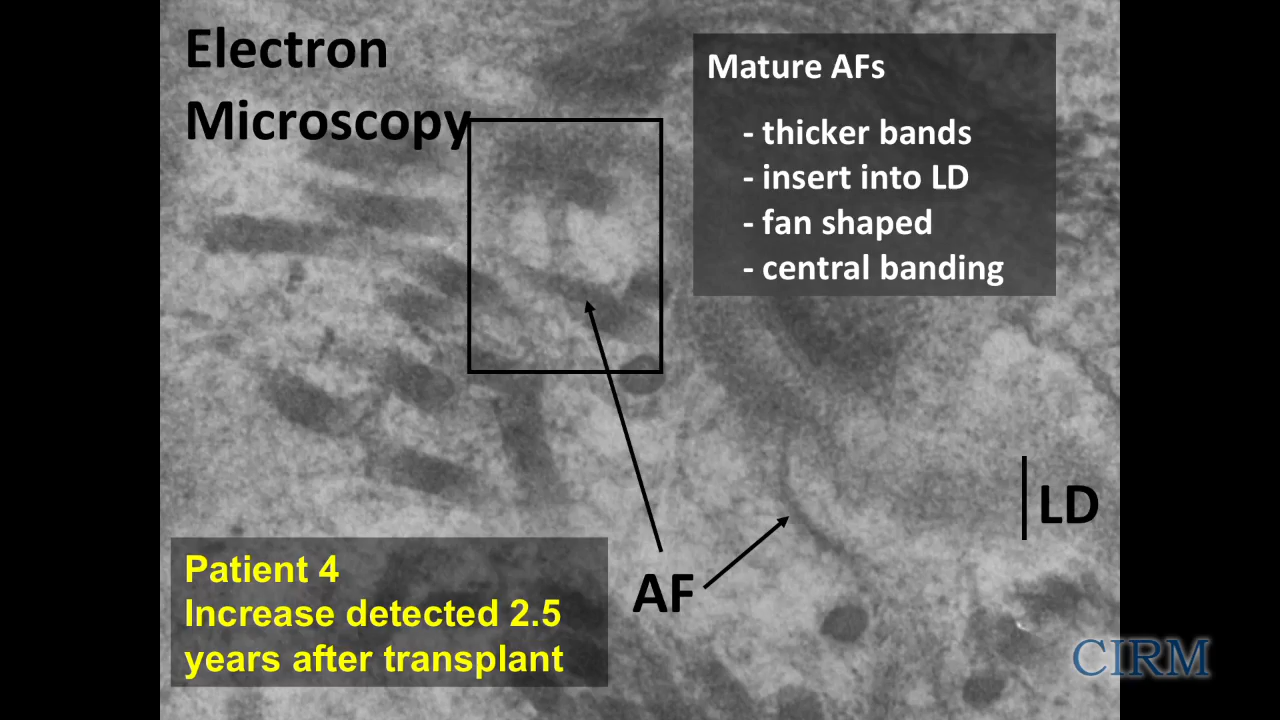 Electron
Microscopy
Mature AFs
- thicker bands
- insert into LD
- fan shaped
- central banding
LD
AF
Patient 4
Increase detected 2.5
years after transplant
CIRM